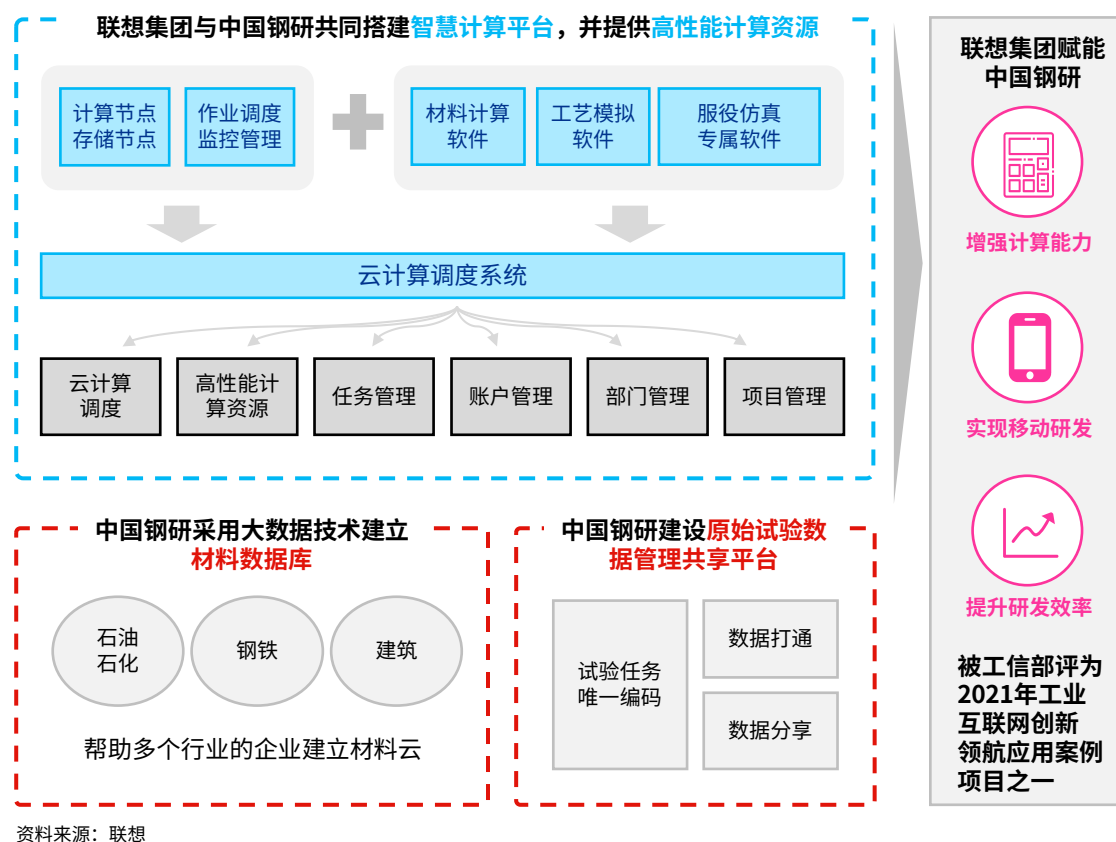 联想集团与中国钢研共同搭建智慧计算平台，并提供高性能计算资源
计算节点
存储节点
作业调度
监控管理
材料计算
软件
工艺模拟
软件
服役仿真
专属软件
云计算调度系统
云计算
调度
高性能计
算资源
任务管理
账户管理
部门管理
项目管理
中国钢研采用大数据技术建立
材料数据库
石油
石化
钢铁
建筑
帮助多个行业的企业建立材料云
中国钢研建设原始试验数
据管理共享平台
试验任务
唯一编码
数据打通
数据分享
联想集团赋能
中国钢研
增强计算能力
实现移动研发
提升研发效率
被工信部评为
2021年工业
互联网创新
领航应用案例
项目之一
资料来源：联想